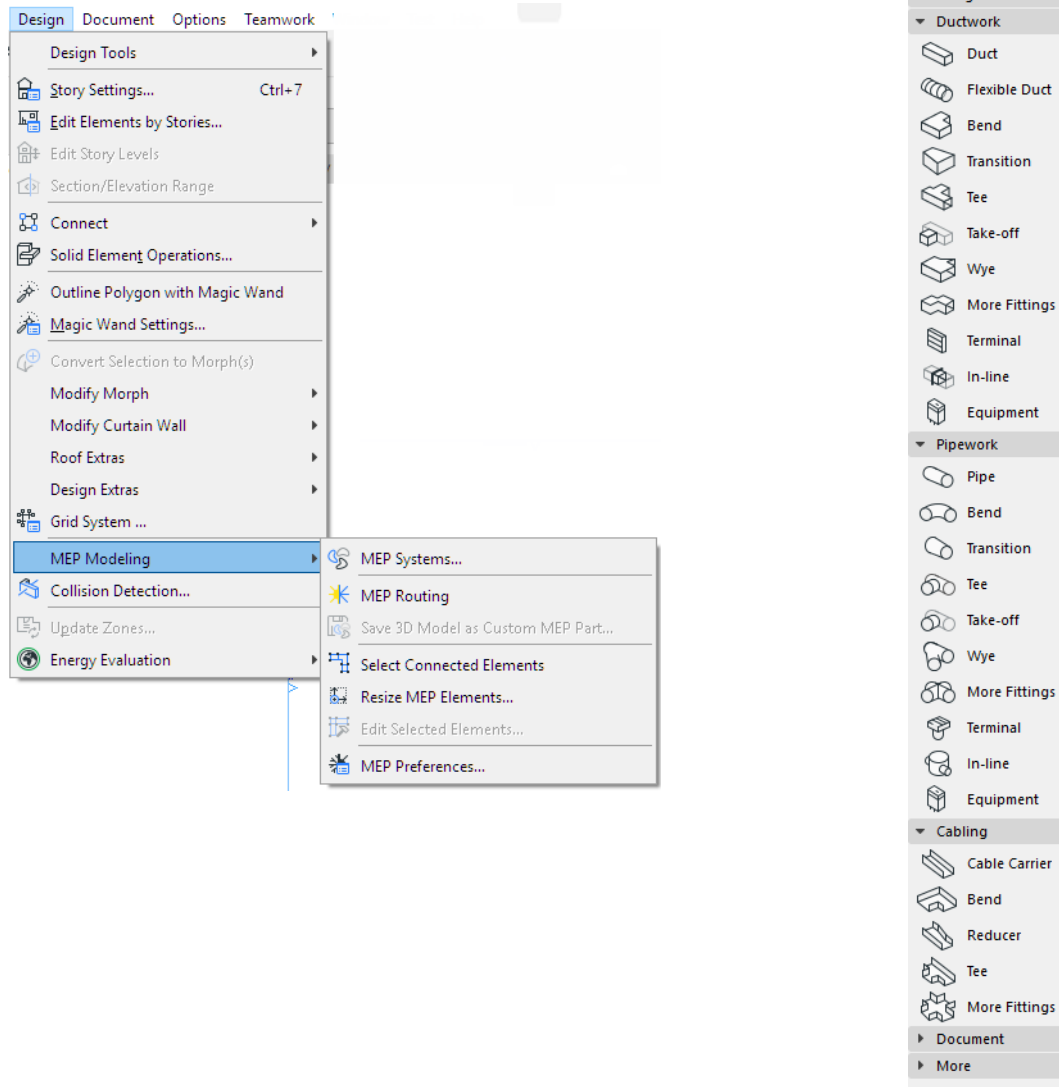 Design Document Options Teamwork
Design Tools
Story Settings... Ctrl+7
Edit Elements by Stories...
Edit Story Levels
Section/Elevation Range
Connect
Solid Element Operations...
Outline Polygon with Magic Wand
Magic Wand Settings...
Convert Selection to Morph(s)
Modify Morph
Modify Curtain Wall
Roof Extras
Design Extras
Grid System ...
MEP Modeling
Collision Detection...
Update Zones...
Energy Evaluation
MEP Systems...
MEP Routing
Save 3D Model as Custom MEP Part...
Select Connected Elements
Resize MEP Elements...
Edit Selected Elements...
MEP Preferences...
Ductwork
Duct
Flexible Duct
Bend
Transition
Tee
Take-off
Wye
More Fittings
Terminal
In-line
Equipment
Pipework
Pipe
Bend
Transition
Tee
Take-off
Wye
More Fittings
Terminal
In-line
Equipment
Cabling
Cable Carrier
Bend
Reducer
Tee
More Fittings
Document
More